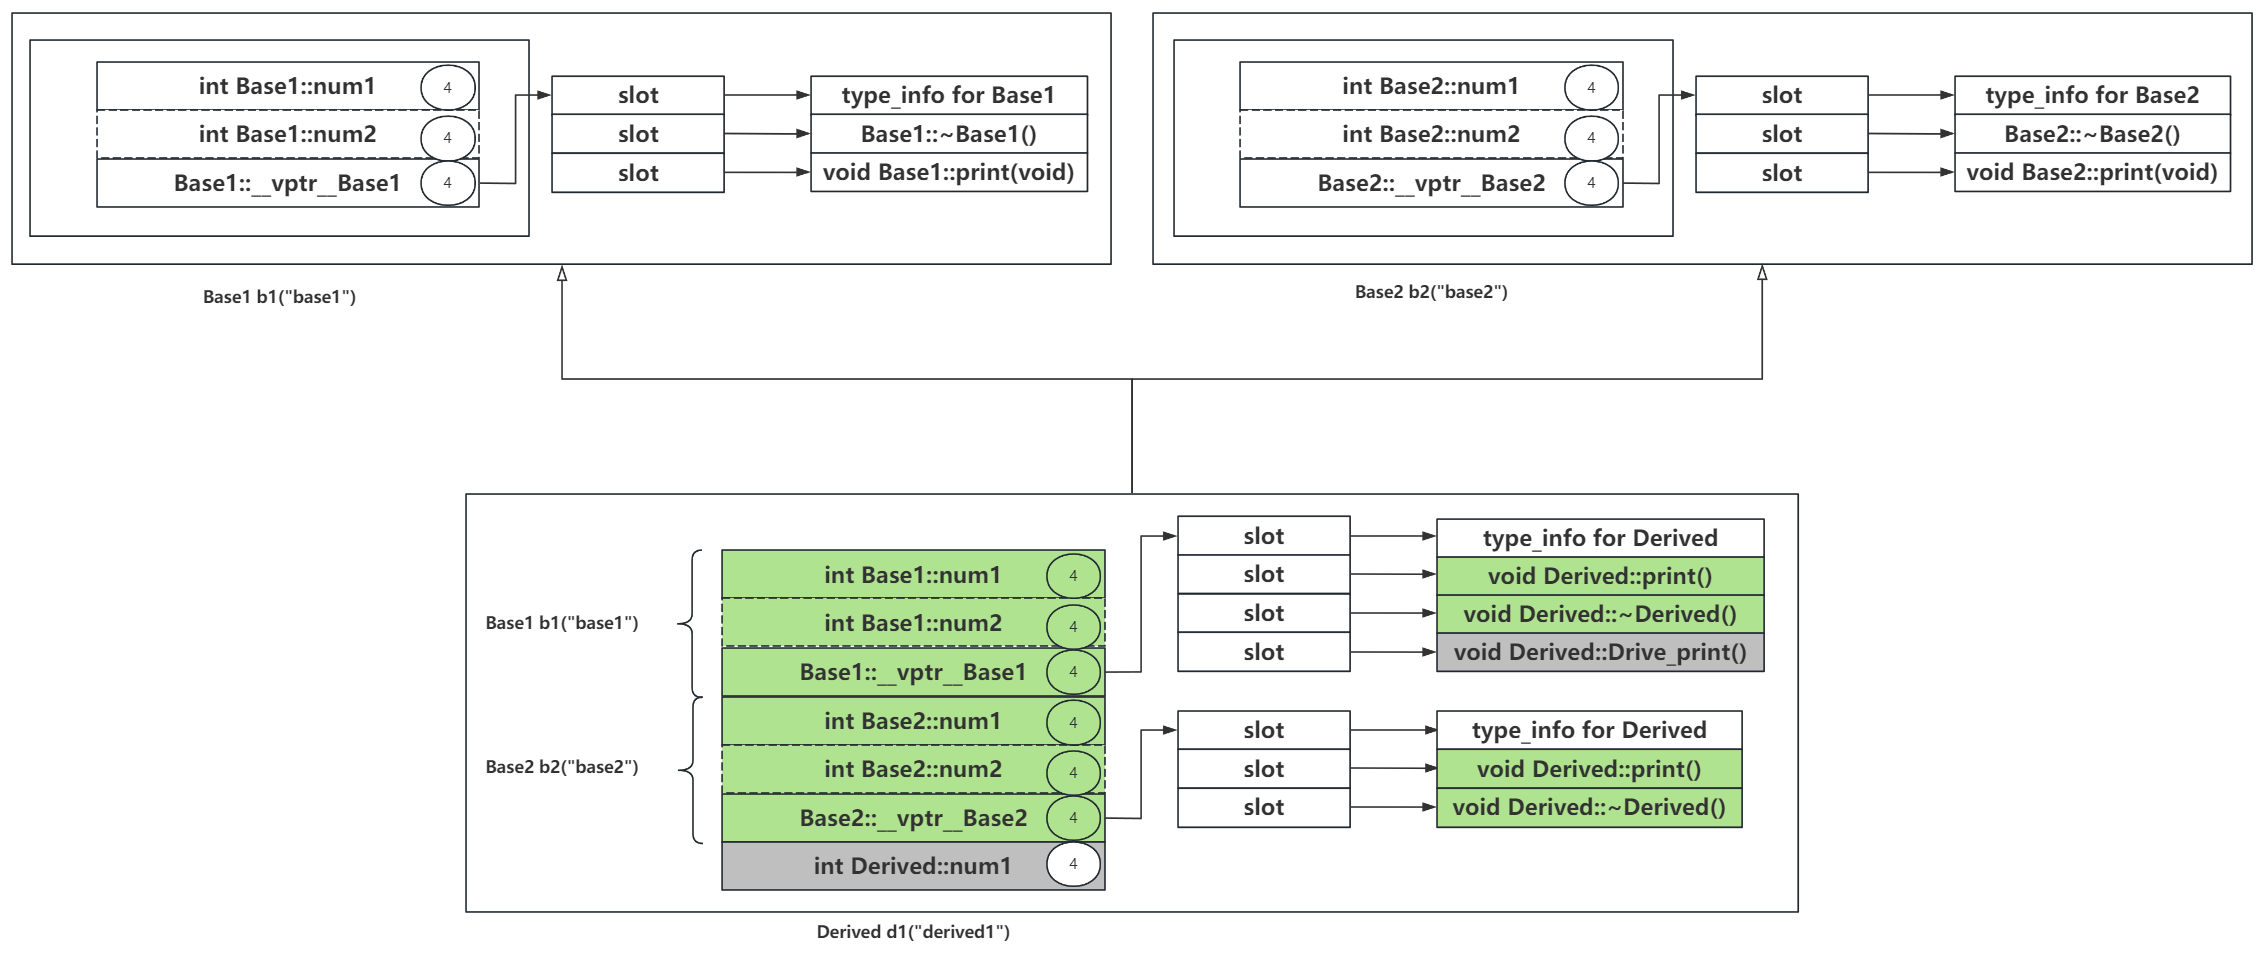 int Base1::num1
4
int Base1::num2
4
Base1::__vptr__Base1
4
slot
slot
slot
type_info for Base1
Base1::~Base1()
void Base1::print(void)
Base1 b1("base1")
int Base2::num1
4
int Base2::num2
4
Base2::__vptr__Base2
4
slot
slot
slot
type_info for Base2
Base2::~Base2()
void Base2::print(void)
Base2 b2("base2")
Base1 b1("base1")
Base2 b2("base2")
int Base1::num1
4
int Base1::num2
4
Base1::__vptr__Base1
4
int Base2::num1
4
int Base2::num2
4
Base2::__vptr__Base2
4
int Derived::num1
4
slot
slot
slot
slot
type_info for Derived
void Derived::print()
void Derived::~Derived()
void Derived::Drive_print()
slot
slot
slot
type_info for Derived
void Derived::print()
void Derived::~Derived()
Derived d1("derived1")